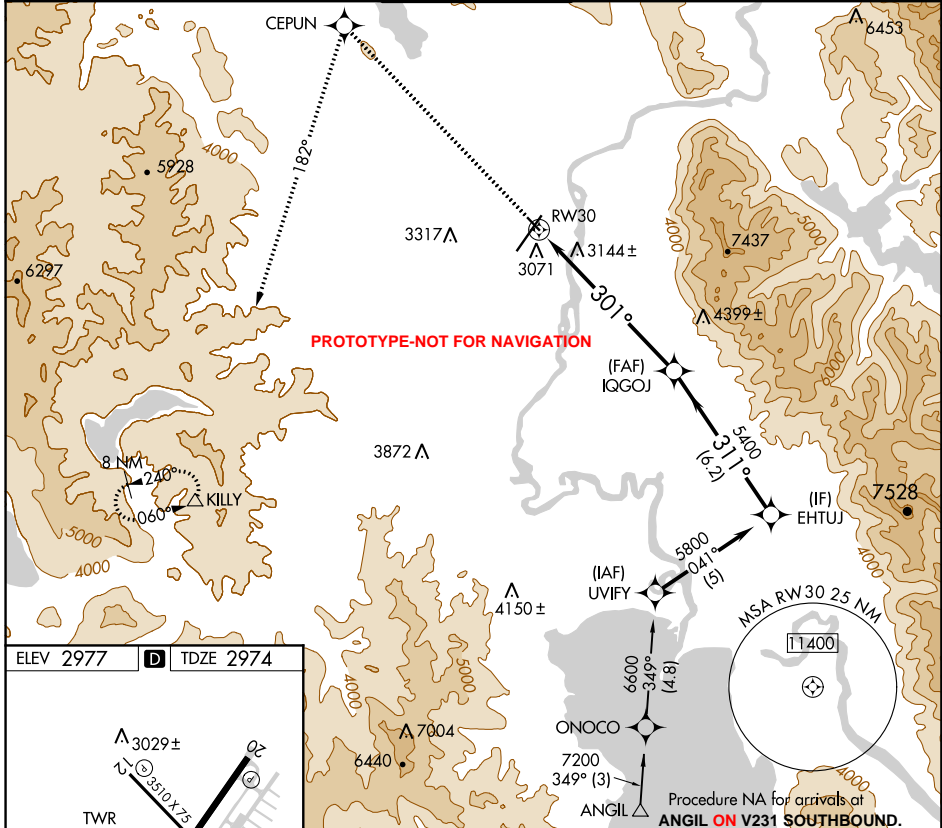 CEPUN
6453
4000
182°
5928
4000
RW30
3317
3071
3144±
4000
7437
5000
6297
301°
4399±
6000
PROTOTYPE-NOT FOR NAVIGATION
(FAF)
IQGOJ
5400
311°
(6.2)
3872
8 NM
240°
KILLY
060°
(IF)
EHTUJ
7528
5000
4000
5800
041°
(5)
(IAF)
UVIFY
4150±
MSA RW30 25 NM
11400
ELEV 2977
D
TDZE 2974
4000
5000
6600
349°
(4.8)
3029±
20
12
A
3510 X 75
P
TWR
7004
6440
ONOCO
7200
349° (3)
ANGIL
4000
Procedure NA for arrivals at
ANGIL ON V231 SOUTHBOUND.